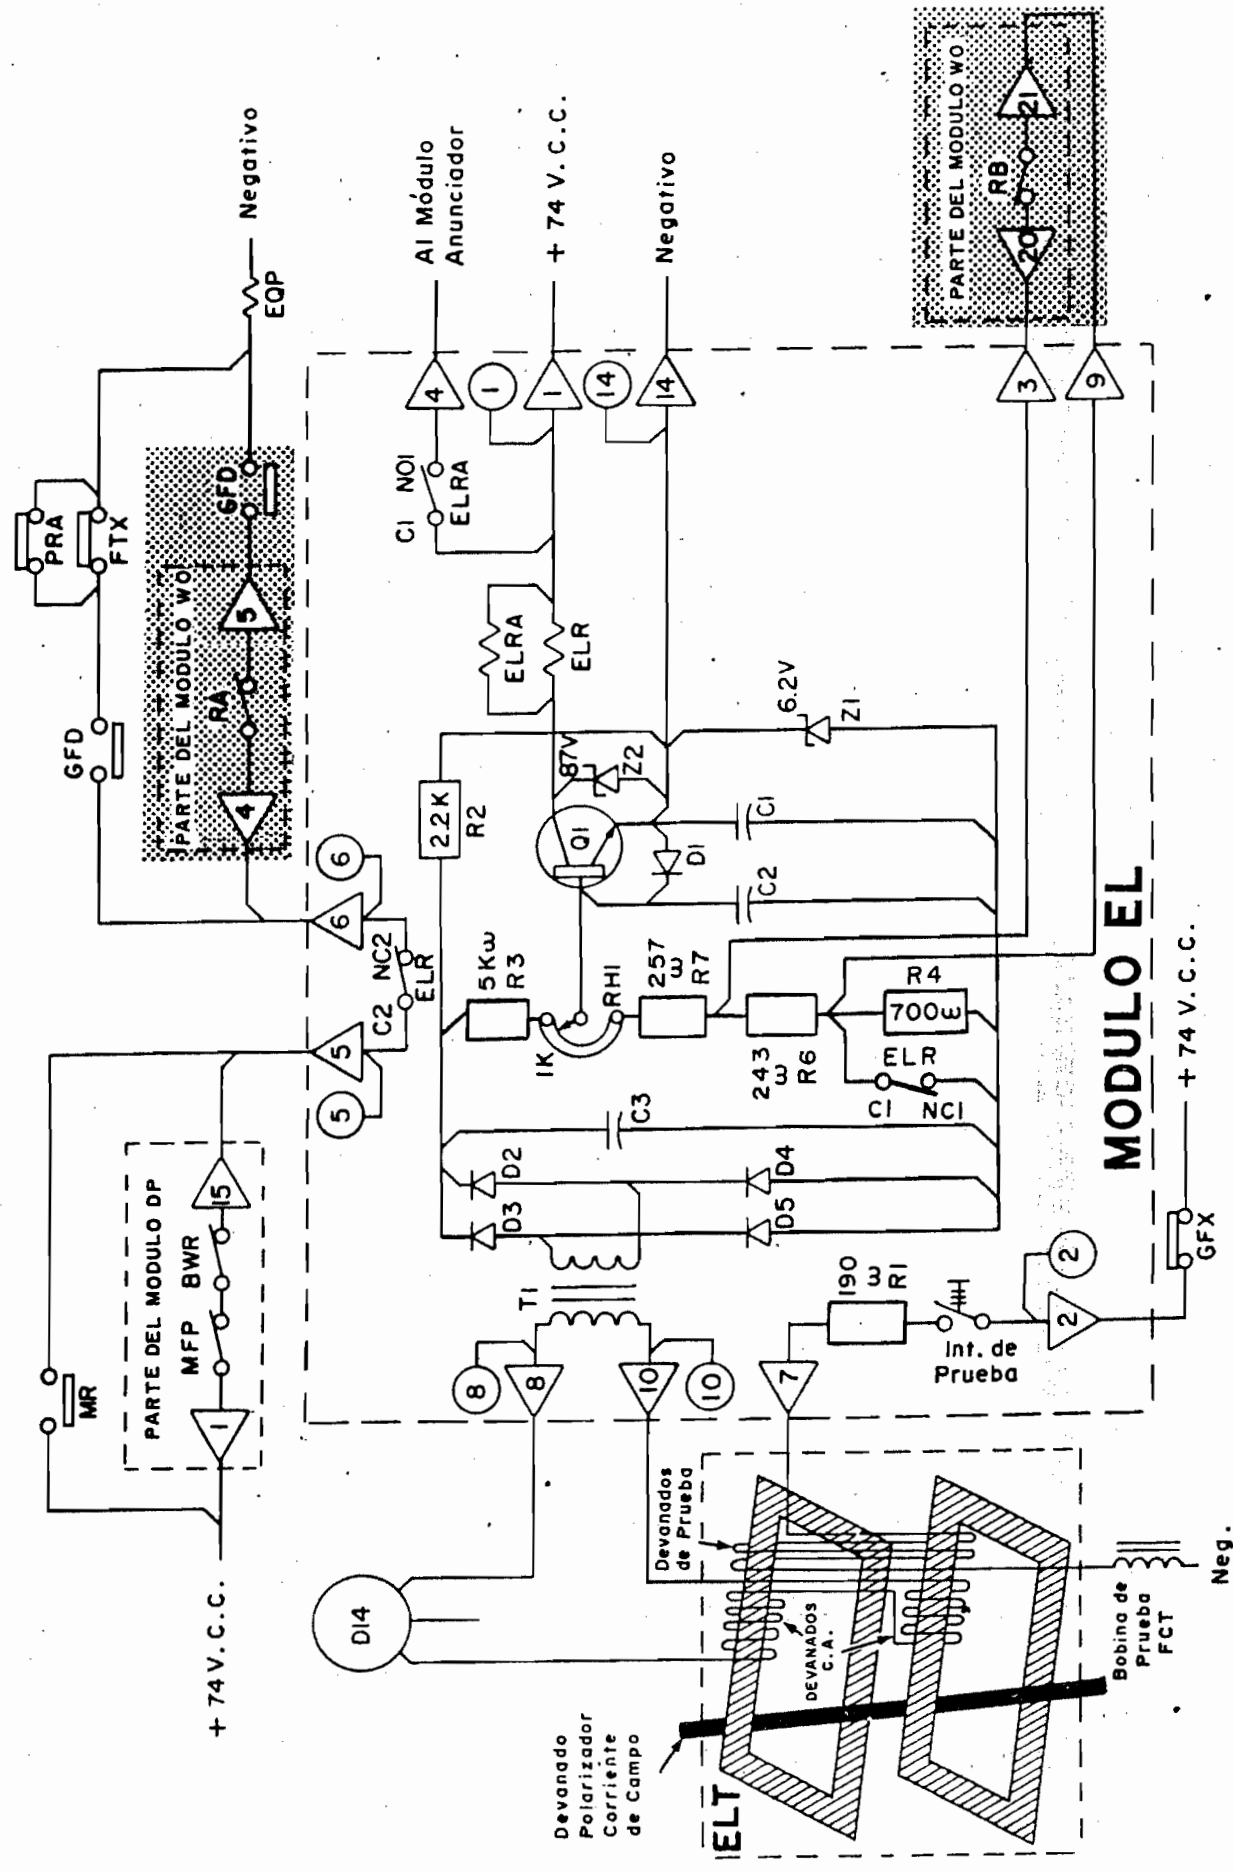 + 74 V. C. C.
MR
PARTE DEL MODULO DP
1
MFP
BWR
15
5
5
C2
NC2
ELR
6
6
GFD
PRA
FTX
PARTE DEL MODULO WO
4
RA
5
GFD
EQP
Negativo
D14
8
8
10
10
T1
D3
D2
D5
D4
C3
2.2K
R2
5Kω
R3
1K
RH1
257
ω
R7
243
ω
R6
R4
700ω
ELR
C1
NC1
Q1
87V
Z2
D1
C2
C1
6.2V
Z1
ELRA
ELR
C1
NO1
ELRA
4
Al Módulo
Anunciador
1
1
+ 74 V. C. C.
14
14
Negativo
3
9
PARTE DEL MODULO WO
20
RB
21
MODULO EL
7
190
ω
R1
Int. de
Prueba
2
2
GFX
+ 74 V. C. C.
Devanados
de Prueba
DEVANADOS
C.A.
Devanado
Polarizador
Corriente
de Campo
ELT
Bobina de
Prueba
FCT
Neg.